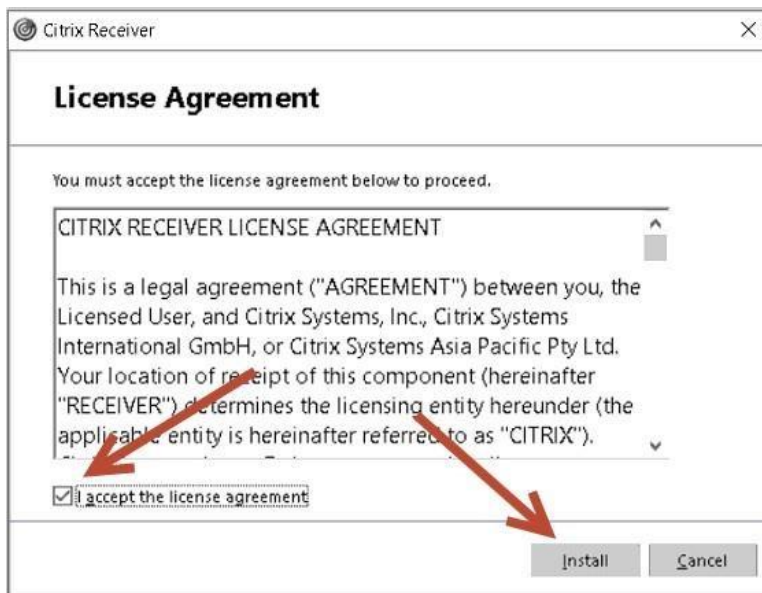 Citrix Receiver
License Agreement
You must accept the license agreement below to proceed.
CITRIX RECEIVER LICENSE AGREEMENT
This is a legal agreement ("AGREEMENT") between you, the
Licensed User, and Citrix Systems, Inc., Citrix Systems
International GmbH, or Citrix Systems Asia Pacific Pty Ltd.
Your location of receipt of this component (hereinafter
"RECEIVER") determines the licensing entity hereunder (the
applicable entity is hereinafter referred to as "CITRIX").
I accept the license agreement
Install
Cancel